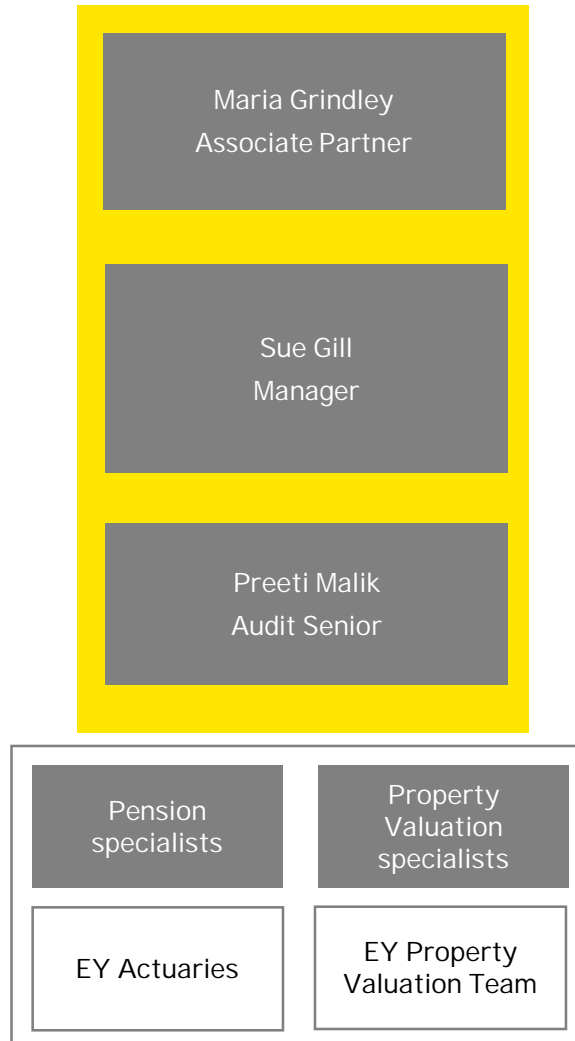 Maria Grindley
Associate Partner
Sue Gill
Manager
Preeti Malik
Audit Senior
Pension
specialists
Property
Valuation
specialists
EY Actuaries
EY Property
Valuation Team